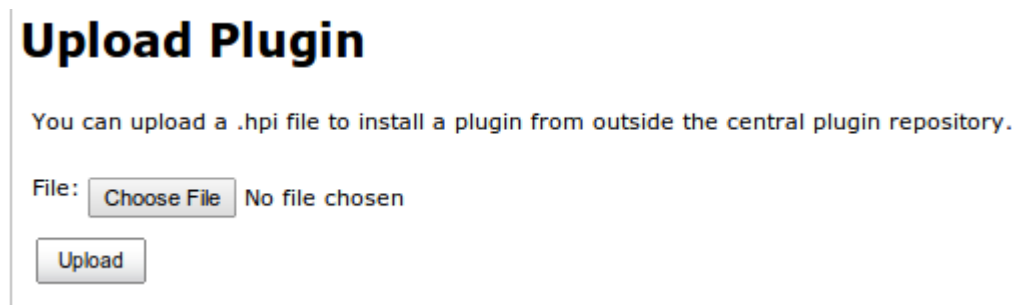 Upload Plugin
You can upload a .hpi file to install a plugin from outside the central plugin repository.
File: Choose File No file chosen
Upload